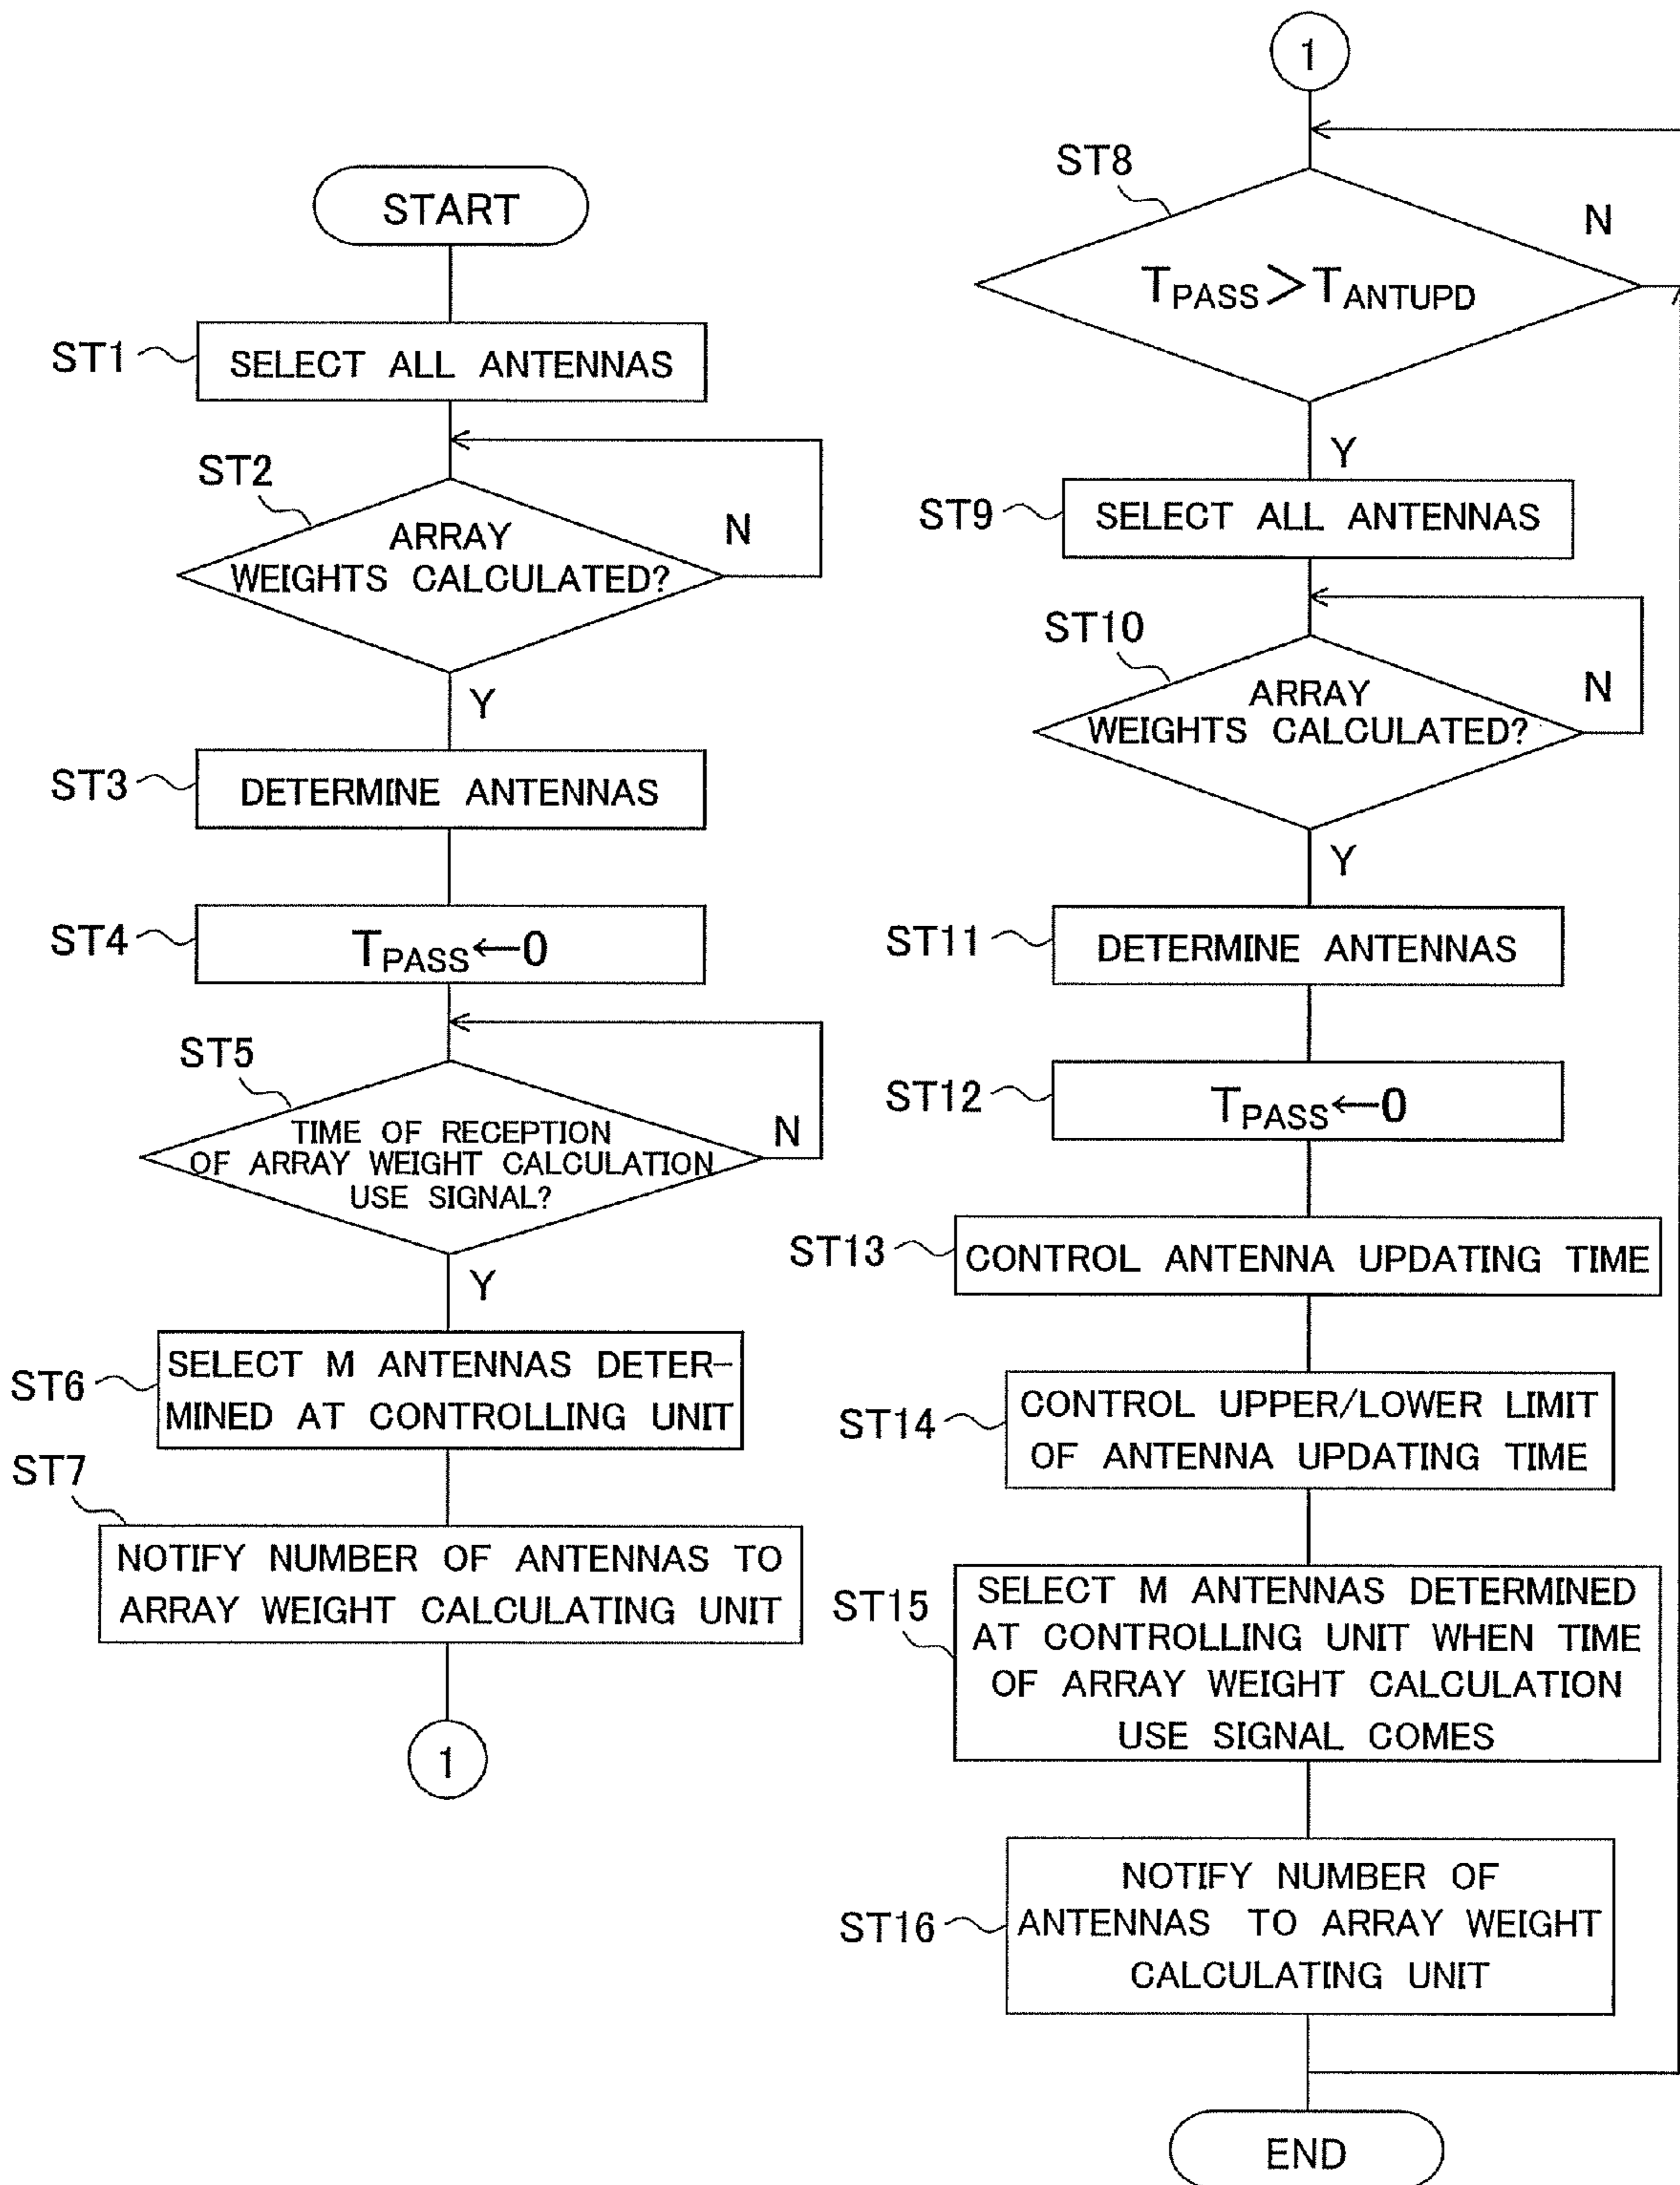 START
ST1
SELECT ALL ANTENNAS
ST2
ARRAY
WEIGHTS CALCULATED?
N
Y
ST3
DETERMINE ANTENNAS
ST4
TPASS←0
ST5
TIME OF RECEPTION
OF ARRAY WEIGHT CALCULATION
USE SIGNAL?
N
Y
ST6
SELECT M ANTENNAS DETER-
MINED AT CONTROLLING UNIT
ST7
NOTIFY NUMBER OF ANTENNAS TO
ARRAY WEIGHT CALCULATING UNIT
1
1
ST8
TPASS>TANTUPD
N
Y
ST9
SELECT ALL ANTENNAS
ST10
ARRAY
WEIGHTS CALCULATED?
N
Y
ST11
DETERMINE ANTENNAS
ST12
TPASS←0
ST13
CONTROL ANTENNA UPDATING TIME
ST14
CONTROL UPPER/LOWER LIMIT
OF ANTENNA UPDATING TIME
ST15
SELECT M ANTENNAS DETERMINED
AT CONTROLLING UNIT WHEN TIME
OF ARRAY WEIGHT CALCULATION
USE SIGNAL COMES
ST16
NOTIFY NUMBER OF
ANTENNAS TO ARRAY WEIGHT
CALCULATING UNIT
END